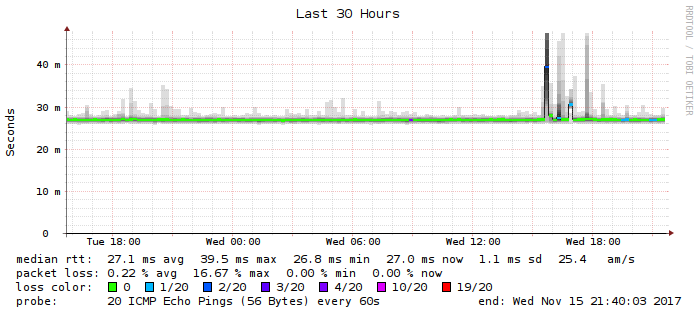 Last 30 Hours
RRDTOOL / TOBI OETIKER
Seconds
40 m
30 m
20 m
10 m
0
Tue 18:00 Wed 00:00 Wed 06:00 Wed 12:00 Wed 18:00
median rtt: 27.1 ms avg 39.5 ms max 26.8 ms min 27.0 ms now 1.1 ms sd 25.4 am/s
packet loss: 0.22 % avg 16.67 % max 0.00 % min 0.00 % now
loss color: 0 1/20 2/20 3/20 4/20 10/20 19/20
probe: 20 ICMP Echo Pings (56 Bytes) every 60s end: Wed Nov 15 21:40:03 2017